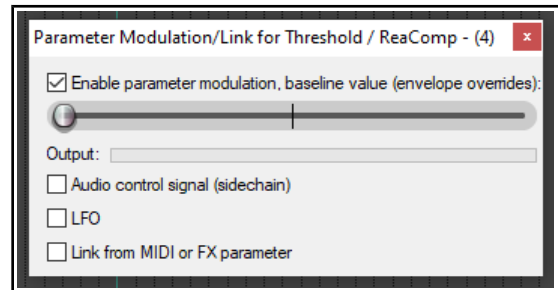 Parameter Modulation/Link for Threshold / ReaComp - (4) x
Enable parameter modulation, baseline value (envelope overrides):
Output:
Audio control signal (sidechain)
LFO
Link from MIDI or FX parameter